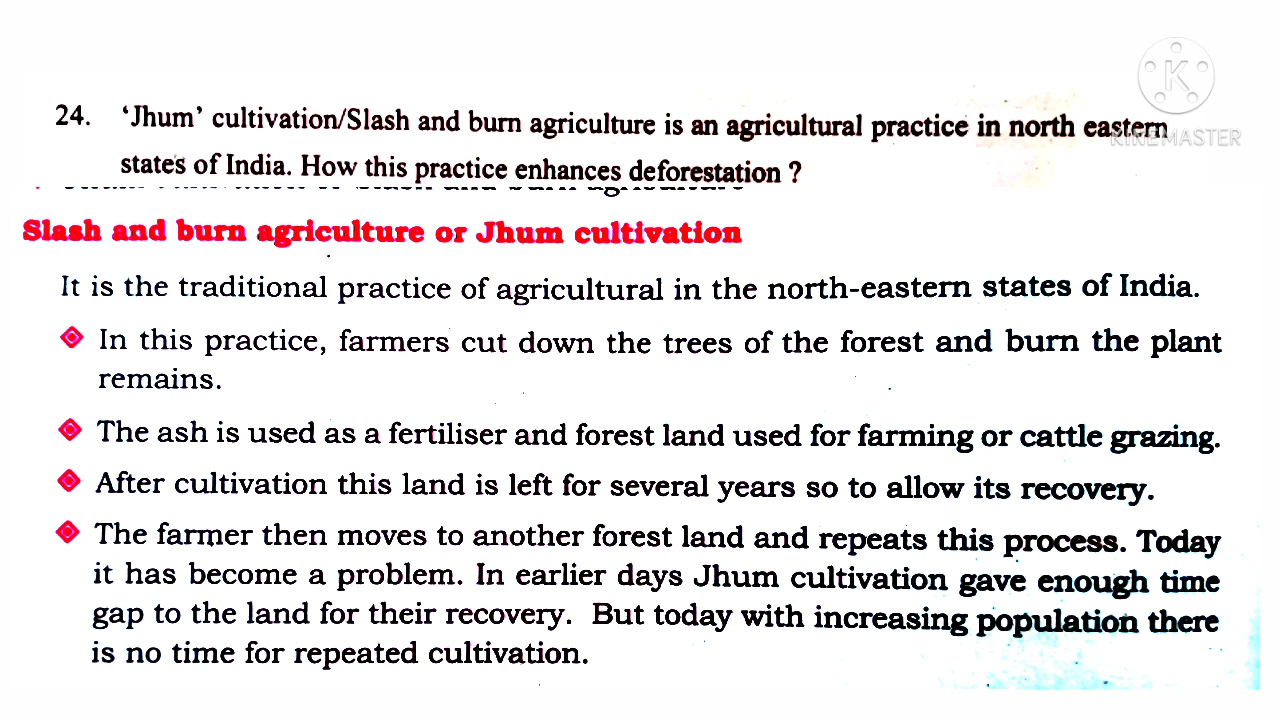 K
KINEMASTER
24. ‘Jhum’ cultivation/Slash and burn agriculture is an agricultural practice in north eastern
states of India. How this practice enhances deforestation ?
Slash and burn agriculture or Jhum cultivation
It is the traditional practice of agricultural in the north-eastern states of India.
In this practice, farmers cut down the trees of the forest and burn the plant
remains.
The ash is used as a fertiliser and forest land used for farming or cattle grazing.
After cultivation this land is left for several years so to allow its recovery.
The farmer then moves to another forest land and repeats this process. Today
it has become a problem. In earlier days Jhum cultivation gave enough time
gap to the land for their recovery. But today with increasing population there
is no time for repeated cultivation.